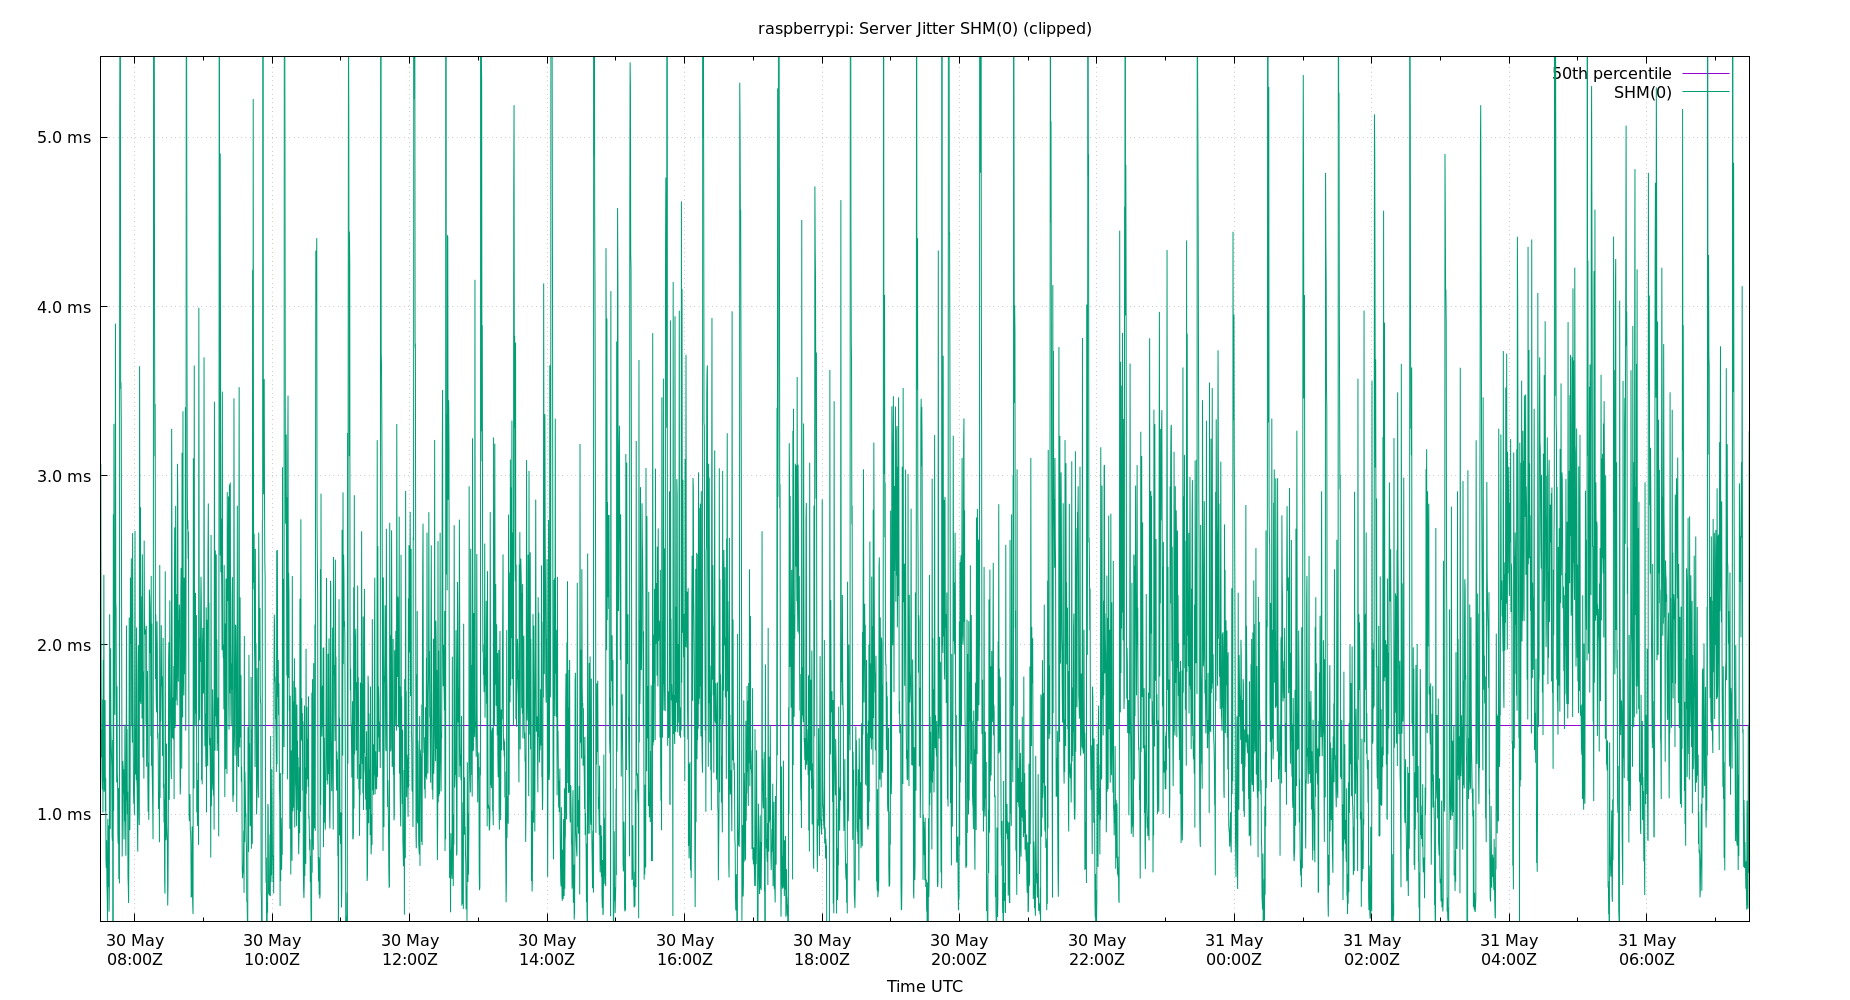 raspberrypi: Server Jitter SHM(0) (clipped)
50th percentile
SHM(0)
5.0 ms
4.0 ms
3.0 ms
2.0 ms
1.0 ms
30 May 30 May 30 May 30 May 30 May 30 May 30 May 30 May 31 May 31 May 31 May 31 May
08:00Z 10:00Z 12:00Z 14:00Z 16:00Z 18:00Z 20:00Z 22:00Z 00:00Z 02:00Z 04:00Z 06:00Z
Time UTC